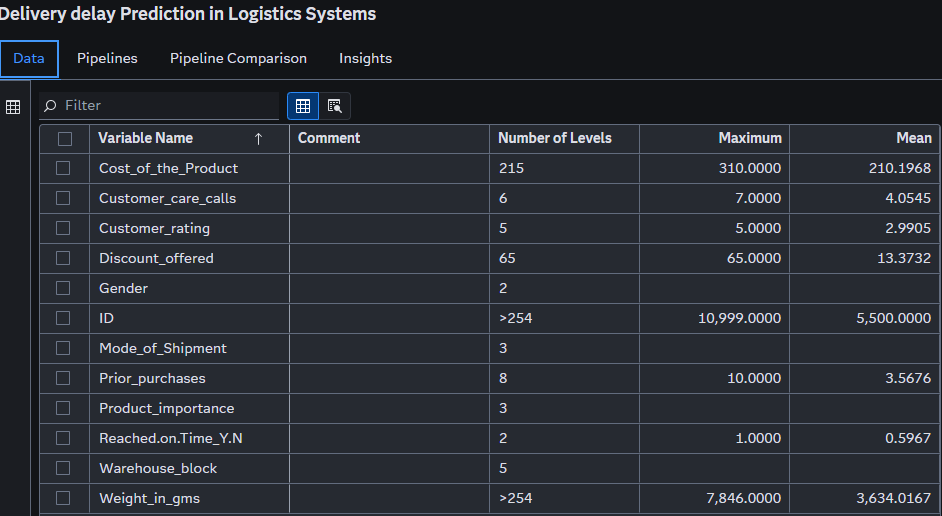 Delivery delay Prediction in Logistics Systems
Data Pipelines Pipeline Comparison Insights
Filter
Variable Name ↑ Comment Number of Levels Maximum Mean
Cost_of_the_Product 215 310.0000 210.1968
Customer_care_calls 6 7.0000 4.0545
Customer_rating 5 5.0000 2.9905
Discount_offered 65 65.0000 13.3732
Gender 2
ID >254 10,999.0000 5,500.0000
Mode_of_Shipment 3
Prior_purchases 8 10.0000 3.5676
Product_importance 3
Reached.on.Time_Y.N 2 1.0000 0.5967
Warehouse_block 5
Weight_in_gms >254 7,846.0000 3,634.0167